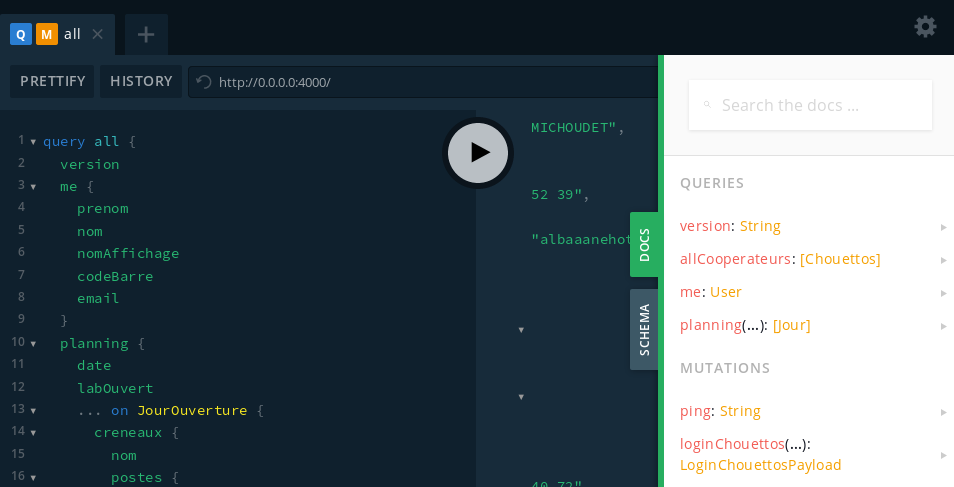 Q M all
PRETTIFY HISTORY http://0.0.0.0:4000/
1 query all {
2 version
3 me {
4 prenom
5 nom
6 nomAffichage
7 codeBarre
8 email
9 }
10 planning {
11 date
12 labOuvert
13 ... on JourOuverture {
14 creneaux {
15 nom
16 postes {
MICHOUDET",
52 39",
"albaaanehot
40 72"
DOCS
SCHEMA
Search the docs ...
QUERIES
version: String
allCooperateurs: [Chouettos]
me: User
planning(...): [Jour]
MUTATIONS
ping: String
loginChouettos(...):
LoginChouettosPayload